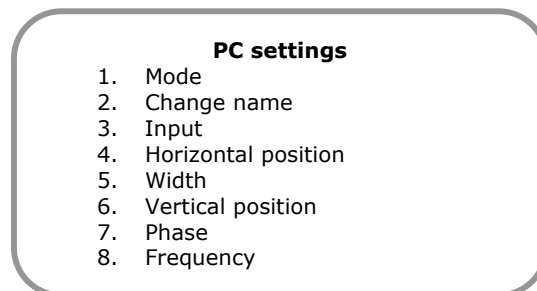 PC settings
1. Mode
2. Change name
3. Input
4. Horizontal position
5. Width
6. Vertical position
7. Phase
8. Frequency